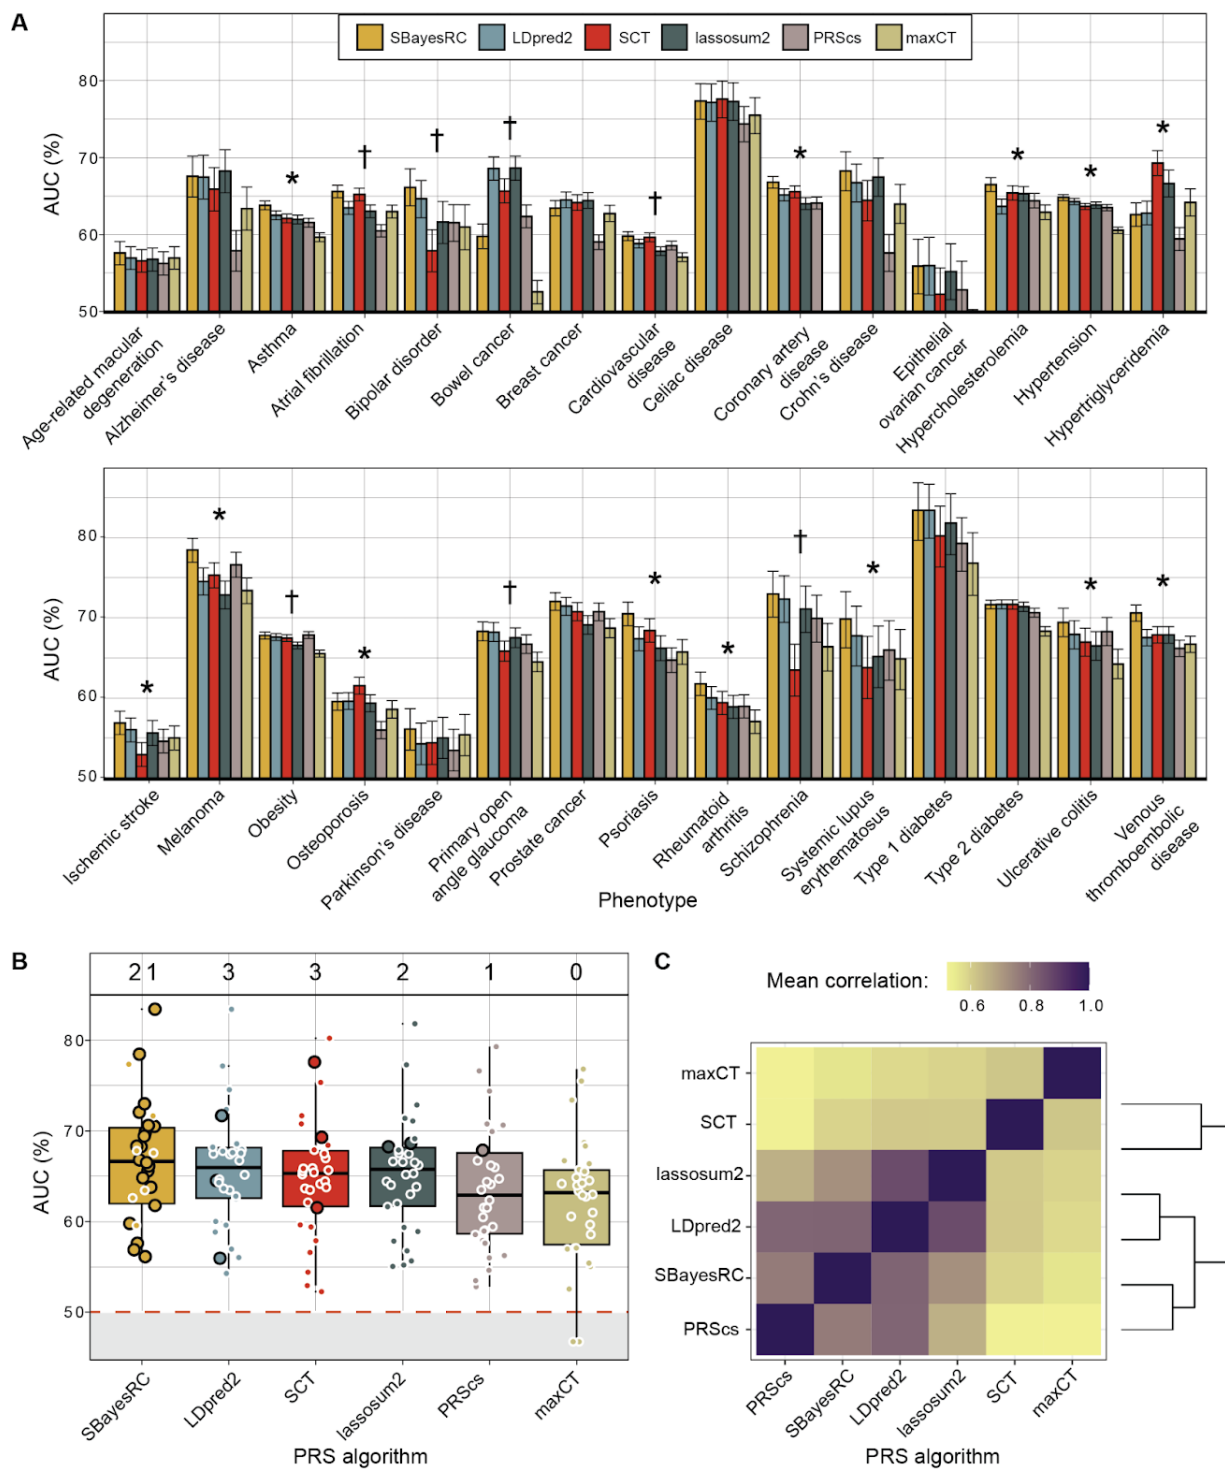 A
SBayesRC LDpred2 SCT lassosum2 PRScs maxCT
AUC (%)
80
70
60
50
* † † † † * * * *
Age-related macular
degeneration
Alzheimer's disease
Asthma
Atrial fibrillation
Bipolar disorder
Bowel cancer
Breast cancer
Cardiovascular
disease
Celiac disease
Coronary artery
disease
Crohn's disease
Epithelial
ovarian cancer
Hypercholesterolemia
Hypertension
Hypertriglyceridemia
AUC (%)
80
70
60
50
* * † * † * * † * * *
Ischemic stroke
Melanoma
Obesity
Osteoporosis
Parkinson's disease
Primary open
angle glaucoma
Prostate cancer
Psoriasis
Rheumatoid
arthritis
Schizophrenia
Systemic lupus
erythematosus
Type 1 diabetes
Type 2 diabetes
Ulcerative colitis
Venous
thromboembolic
disease
Phenotype
B
21 3 3 2 1 0
AUC (%)
80
70
60
50
SBayesRC
LDpred2
SCT
lassosum2
PRScs
maxCT
PRS algorithm
C
Mean correlation:
0.6 0.8 1.0
maxCT
SCT
lassosum2
LDpred2
SBayesRC
PRScs
PRScs
SBayesRC
LDpred2
lassosum2
SCT
maxCT
PRS algorithm